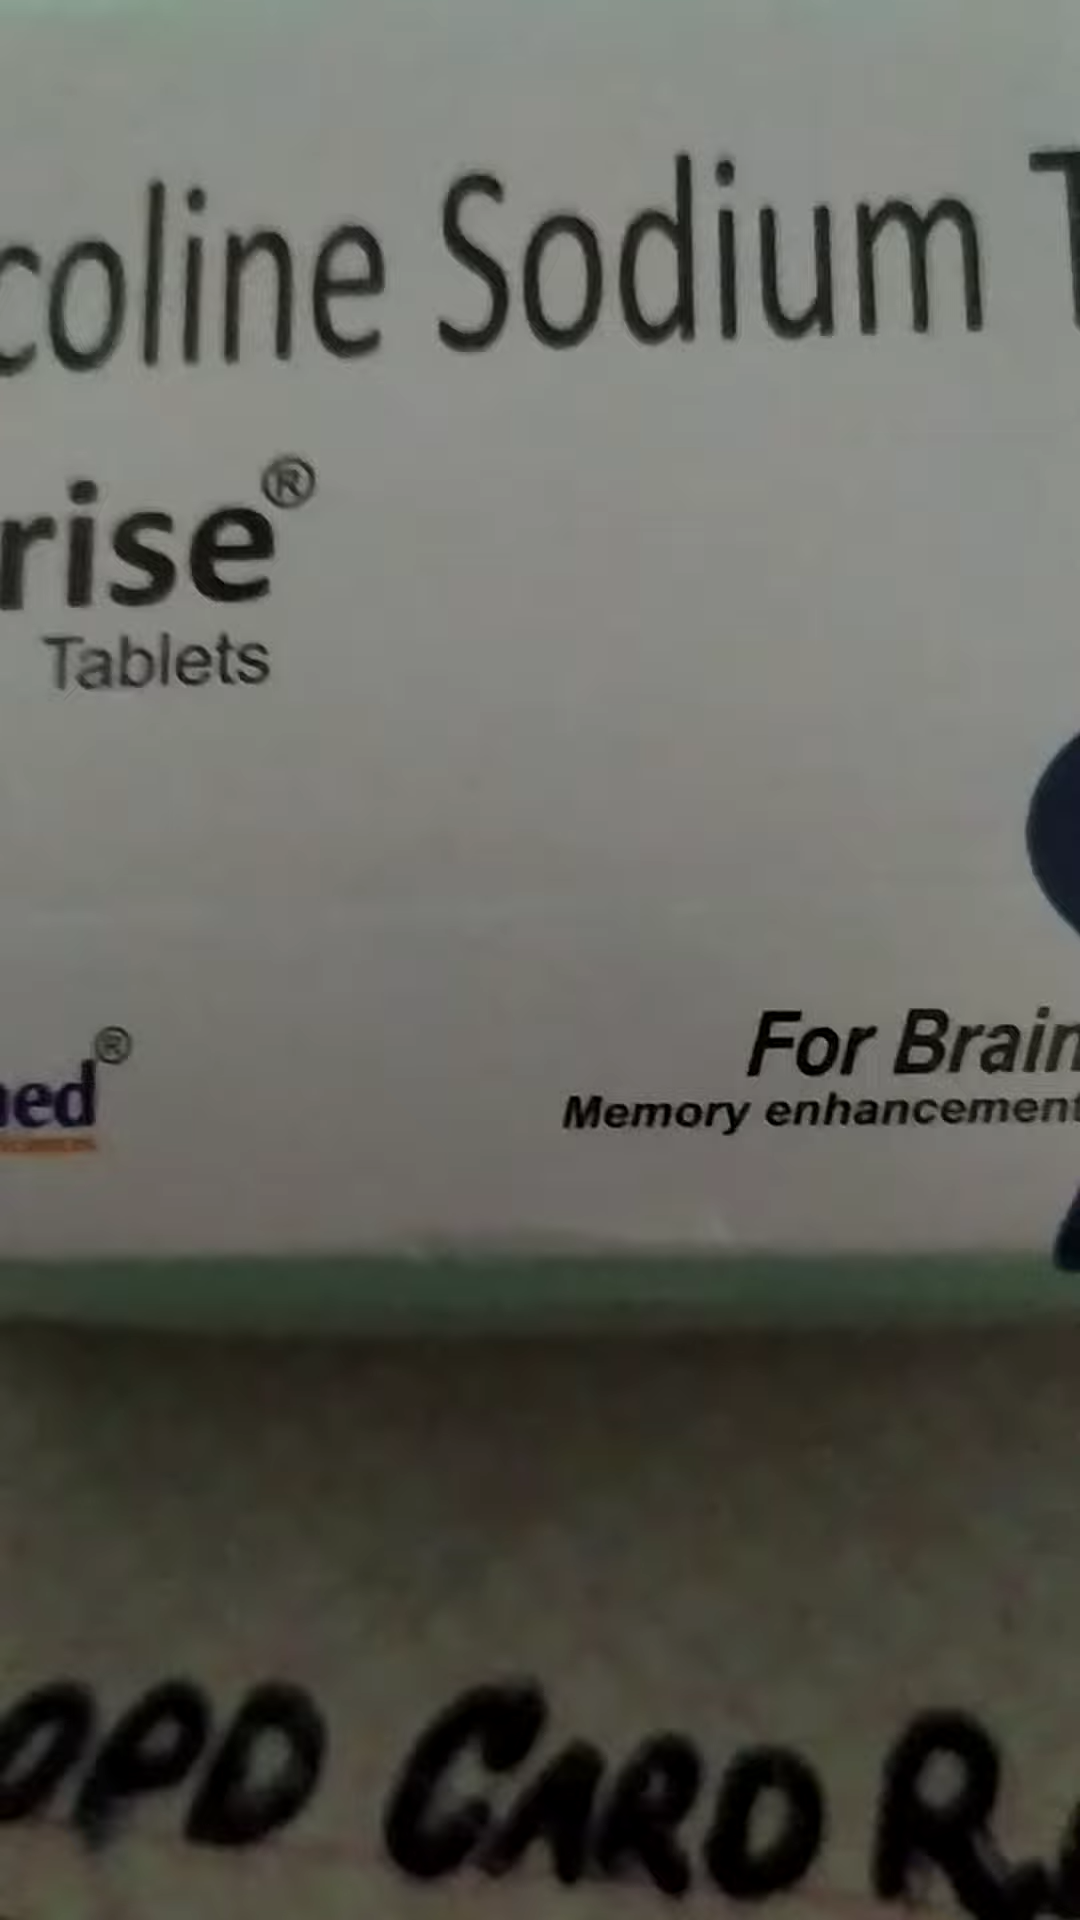 coline Sodium T
rise®
Tablets
ed®
For Brain
Memory enhancement
OPD CARD R